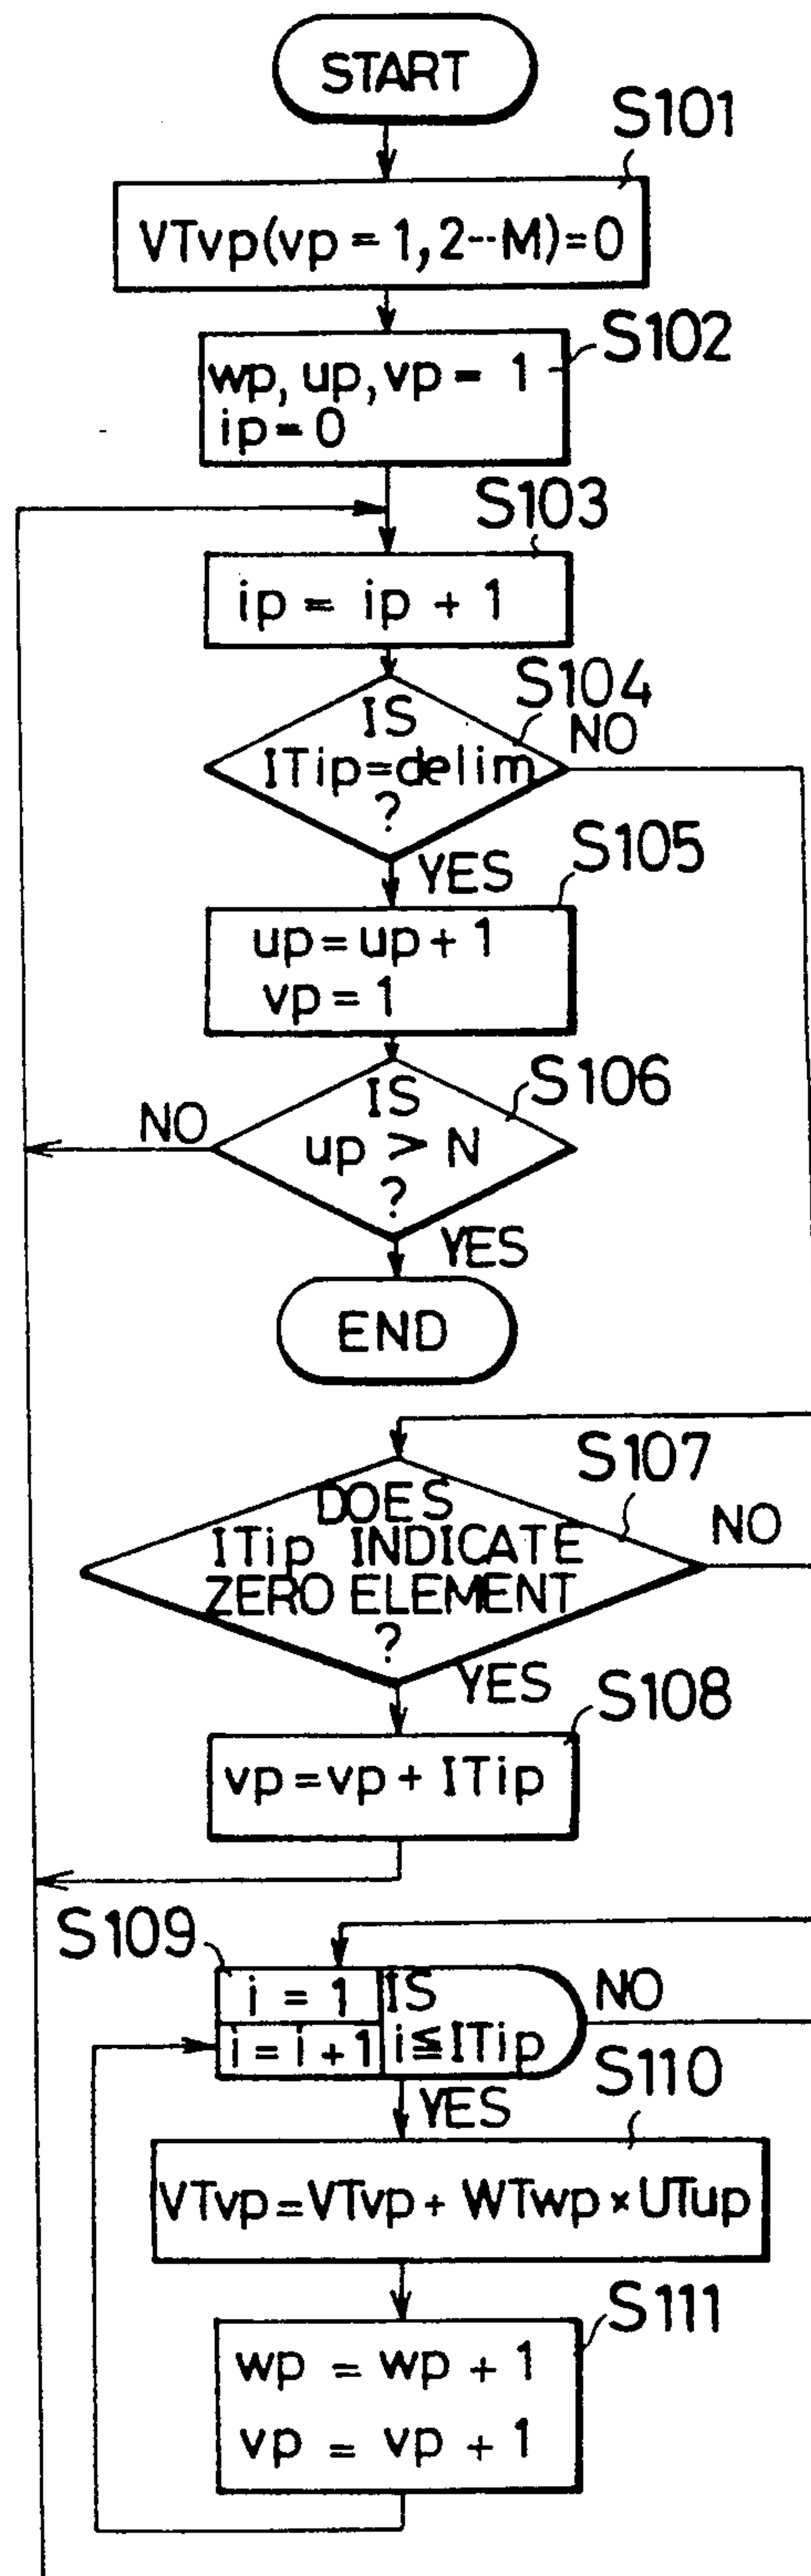 START
S101
VTvp(vp = 1,2--M)=0
S102
wp, up, vp = 1
ip=0
S103
ip = ip + 1
S104
IS
ITip=delim
?
NO
YES
S105
up=up+1
vp=1
S106
IS
up > N
?
NO
YES
END
S107
DOES
ITip INDICATE
ZERO ELEMENT
?
NO
YES
S108
vp=vp + ITip
S109
i = 1
i=i+1
IS
i≦ITip
NO
YES
S110
VTvp=VTvp+ WTwp×UTup
S111
wp = wp + 1
vp = vp + 1